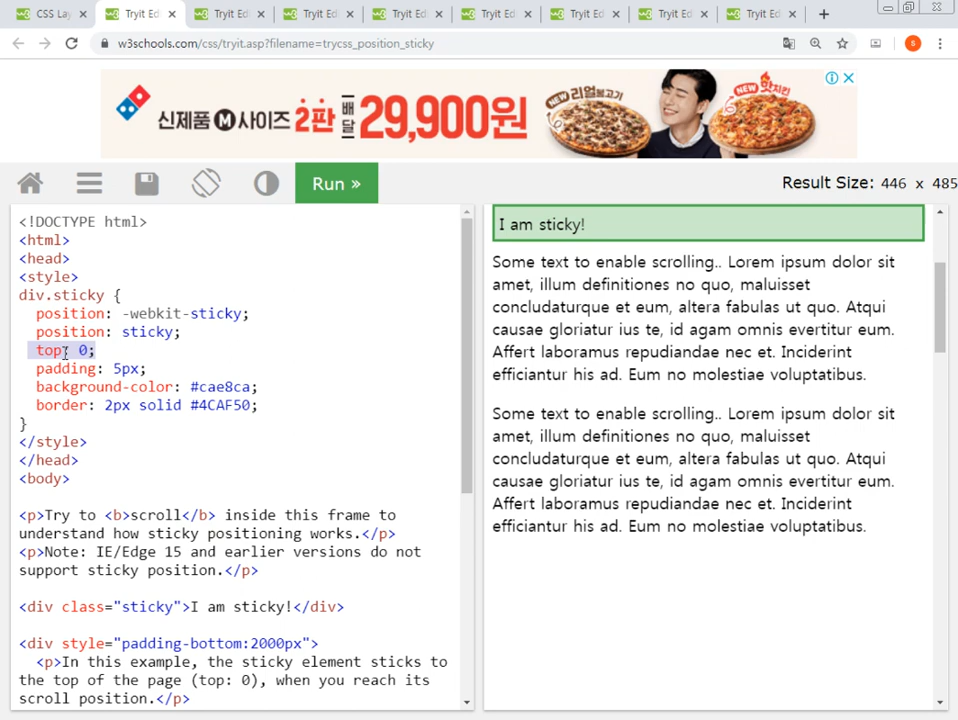 CSS Lay
Tryit Edi
Tryit Edi
Tryit Edi
Tryit Edi
Tryit Edi
Tryit Edi
Tryit Edi
Tryit Edi
w3schools.com/css/tryit.asp?filename=trycss_position_sticky
S
신제품 M 사이즈 2판 배달 29,900원
NEW 리얼불고기
NEW 핫치킨
Run »
Result Size: 446 x 485
<!DOCTYPE html>
<html>
<head>
<style>
div.sticky {
position: -webkit-sticky;
position: sticky;
top: 0;
padding: 5px;
background-color: #cae8ca;
border: 2px solid #4CAF50;
}
</style>
</head>
<body>
<p>Try to <b>scroll</b> inside this frame to
understand how sticky positioning works.</p>
<p>Note: IE/Edge 15 and earlier versions do not
support sticky position.</p>
<div class="sticky">I am sticky!</div>
<div style="padding-bottom:2000px">
<p>In this example, the sticky element sticks to
the top of the page (top: 0), when you reach its
scroll position.</p>
I am sticky!
Some text to enable scrolling.. Lorem ipsum dolor sit
amet, illum definitiones no quo, maluisset
concludaturque et eum, altera fabulas ut quo. Atqui
causae gloriatur ius te, id agam omnis evertitur eum.
Affert laboramus repudiandae nec et. Inciderint
efficiantur his ad. Eum no molestiae voluptatibus.
Some text to enable scrolling.. Lorem ipsum dolor sit
amet, illum definitiones no quo, maluisset
concludaturque et eum, altera fabulas ut quo. Atqui
causae gloriatur ius te, id agam omnis evertitur eum.
Affert laboramus repudiandae nec et. Inciderint
efficiantur his ad. Eum no molestiae voluptatibus.